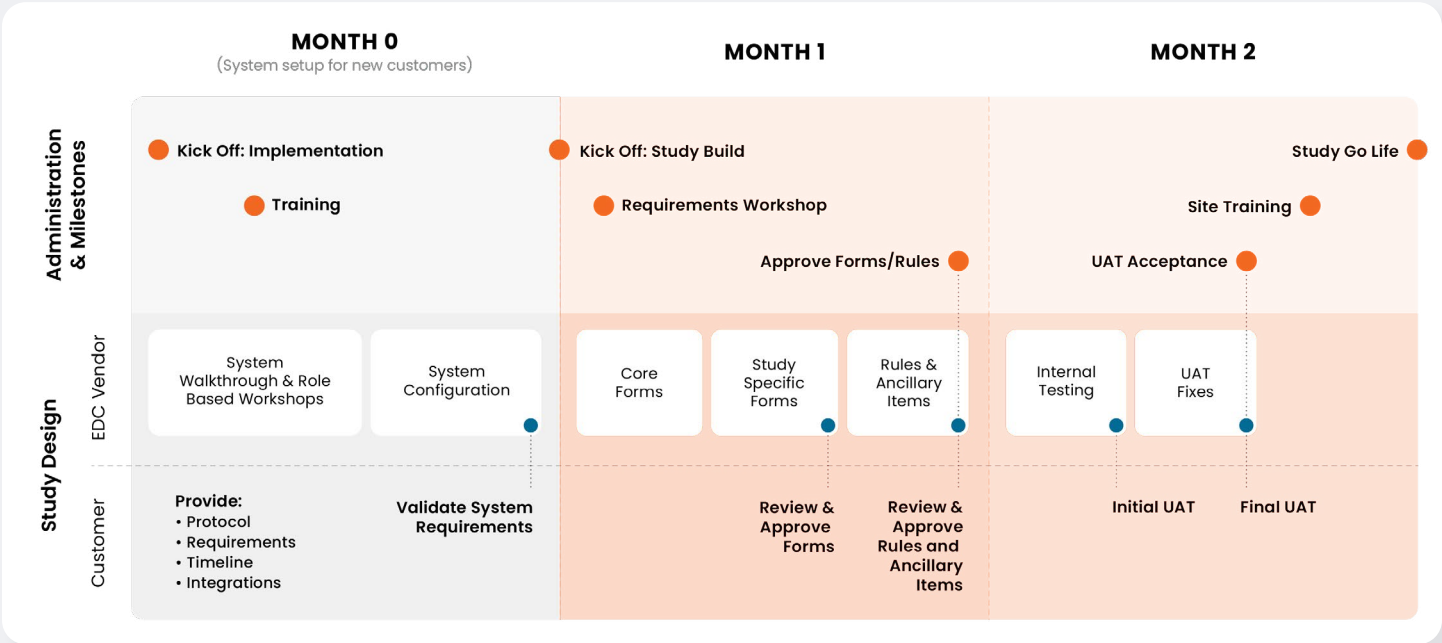 MONTH 0
(System setup for new customers)
MONTH 1
MONTH 2
Administration
& Milestones
Kick Off: Implementation
Training
Kick Off: Study Build
Requirements Workshop
Approve Forms/Rules
Study Go Life
Site Training
UAT Acceptance
Study Design
EDC Vendor
System
Walkthrough & Role
Based Workshops
System
Configuration
Core
Forms
Study
Specific
Forms
Rules &
Ancillary
Items
Internal
Testing
UAT
Fixes
Customer
Provide:
• Protocol
• Requirements
• Timeline
• Integrations
Validate System
Requirements
Review &
Approve
Forms
Review &
Approve
Rules and
Ancillary
Items
Initial UAT
Final UAT